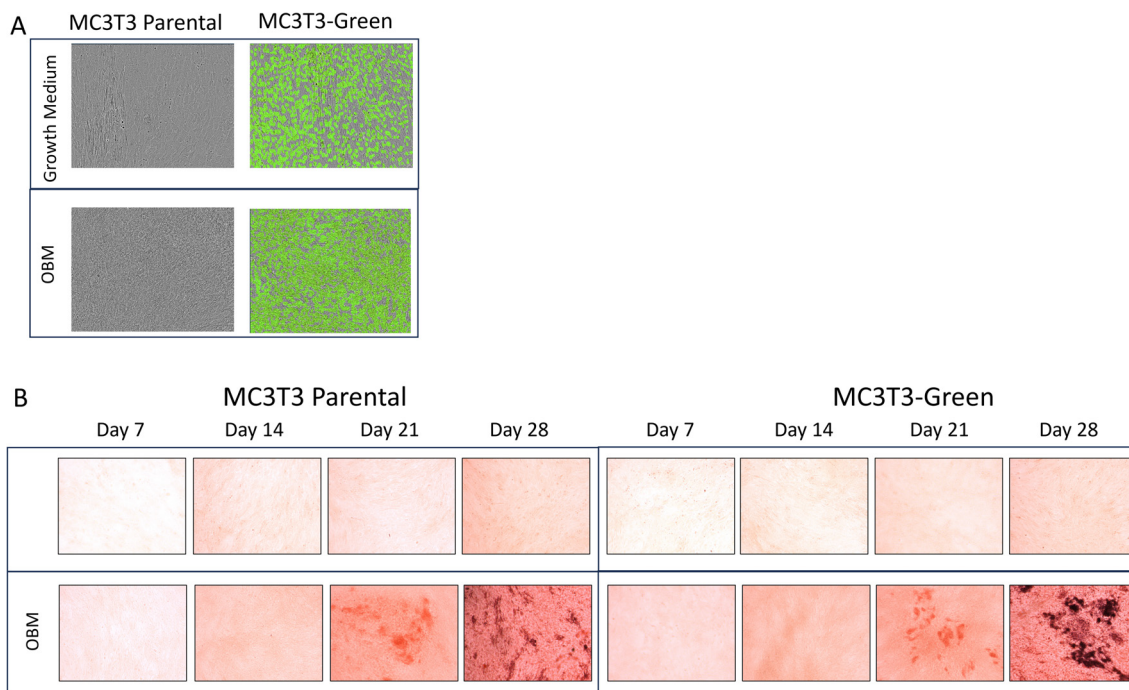 A
MC3T3 Parental
MC3T3-Green
Growth Medium
OBM
B
MC3T3 Parental
MC3T3-Green
Day 7
Day 14
Day 21
Day 28
Day 7
Day 14
Day 21
Day 28
OBM